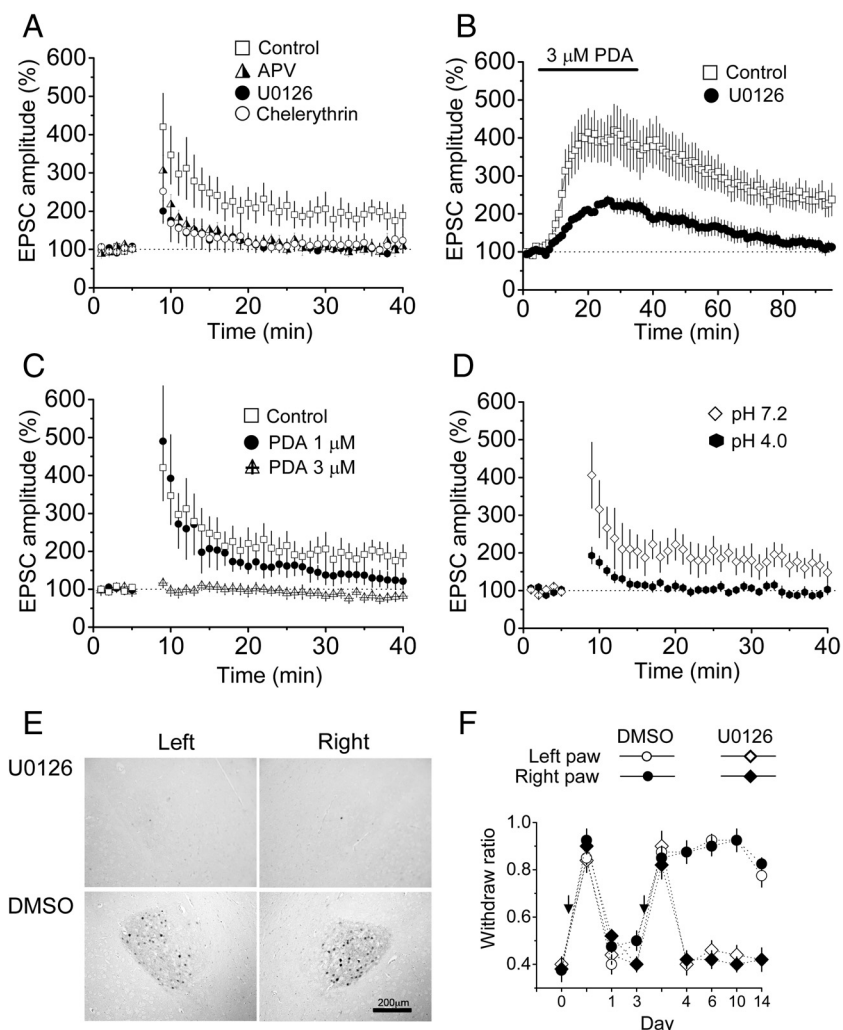 A
EPSC amplitude (%)
600
500
400
300
200
100
0
0 10 20 30 40
Time (min)
Control
APV
U0126
Chelerythrin
B
EPSC amplitude (%)
600
500
400
300
200
100
0
0 20 40 60 80
Time (min)
3 μM PDA
Control
U0126
C
EPSC amplitude (%)
600
500
400
300
200
100
0
0 10 20 30 40
Time (min)
Control
PDA 1 μM
PDA 3 μM
D
EPSC amplitude (%)
600
500
400
300
200
100
0
0 10 20 30 40
Time (min)
pH 7.2
pH 4.0
E
Left Right
U0126
DMSO
200μm
F
DMSO U0126
Left paw
Right paw
Withdraw ratio
1.0
0.8
0.6
0.4
0 1 3 4 6 10 14
Day